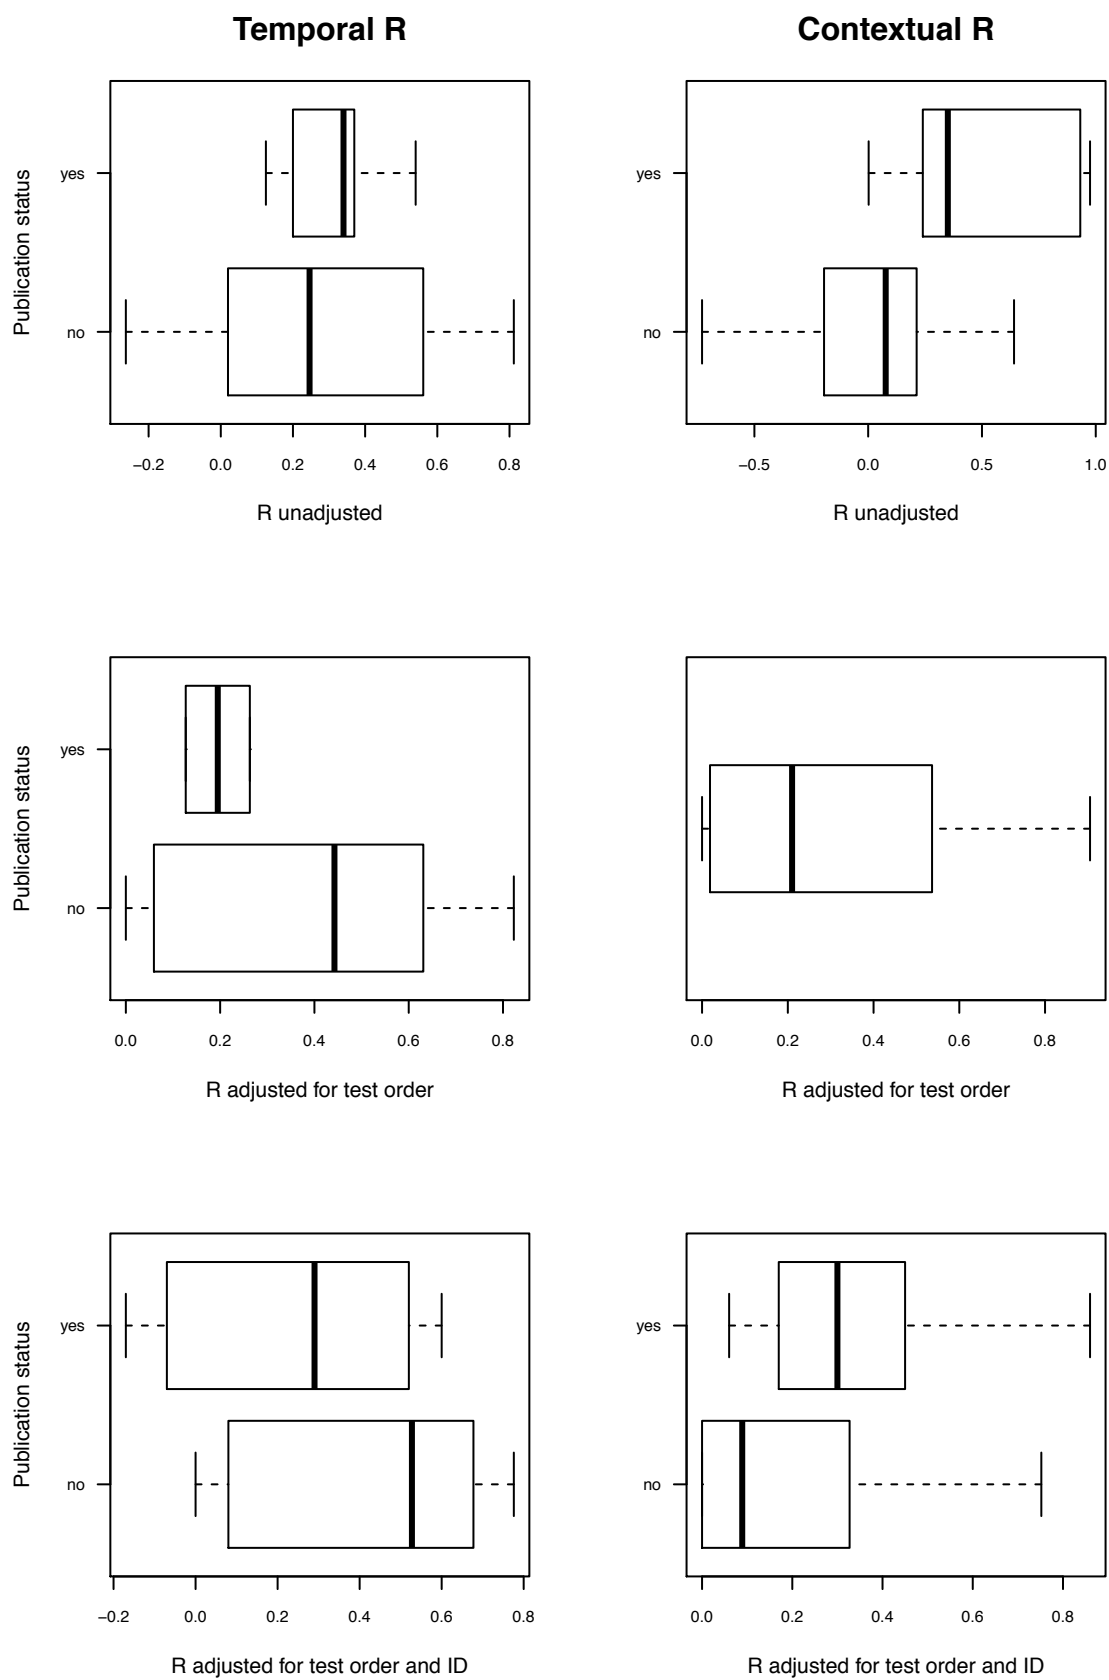 Temporal R
Contextual R
Publication status
yes
no
−0.2 0.0 0.2 0.4 0.6 0.8
R unadjusted
yes
no
−0.5 0.0 0.5 1.0
R unadjusted
Publication status
yes
no
0.0 0.2 0.4 0.6 0.8
R adjusted for test order
0.0 0.2 0.4 0.6 0.8
R adjusted for test order
Publication status
yes
no
−0.2 0.0 0.2 0.4 0.6 0.8
R adjusted for test order and ID
yes
no
0.0 0.2 0.4 0.6 0.8
R adjusted for test order and ID